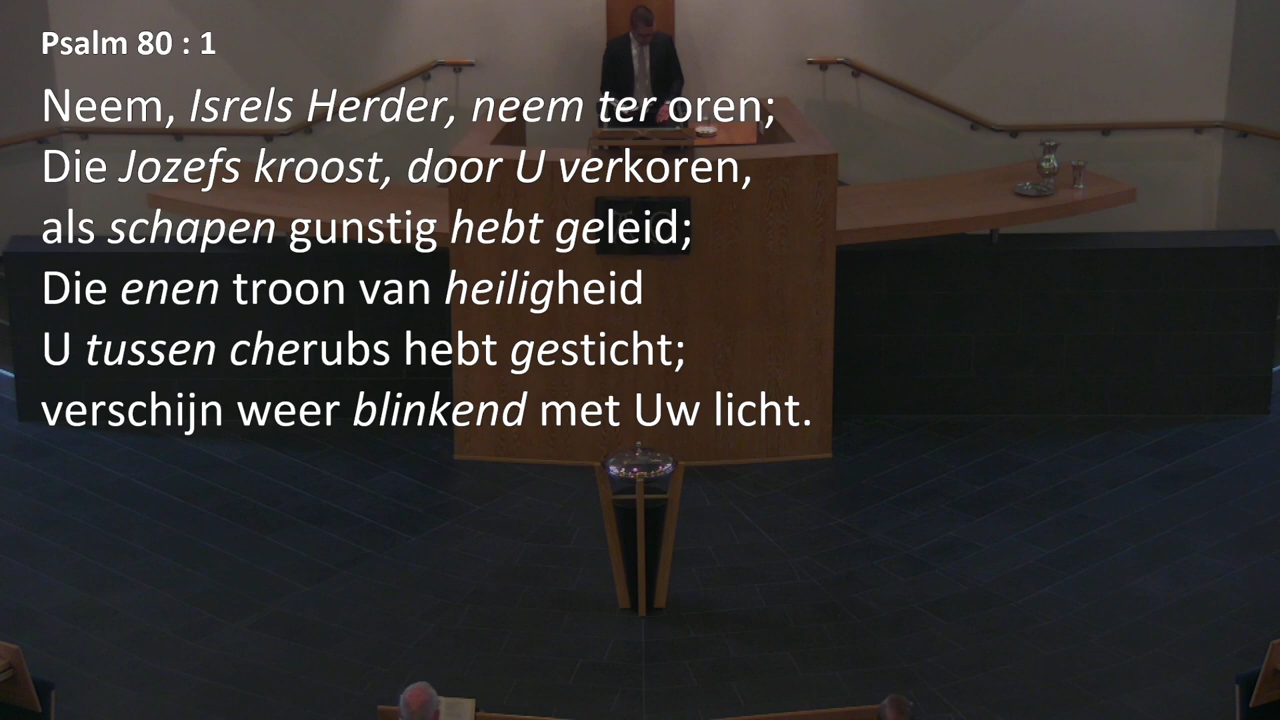 Psalm 80 : 1
Neem, Isrels Herder, neem ter oren;
Die Jozefs kroost, door U verkoren,
als schapen gunstig hebt geleid;
Die enen troon van heiligheid
U tussen cherubs hebt gesticht;
verschijn weer blinkend met Uw licht.